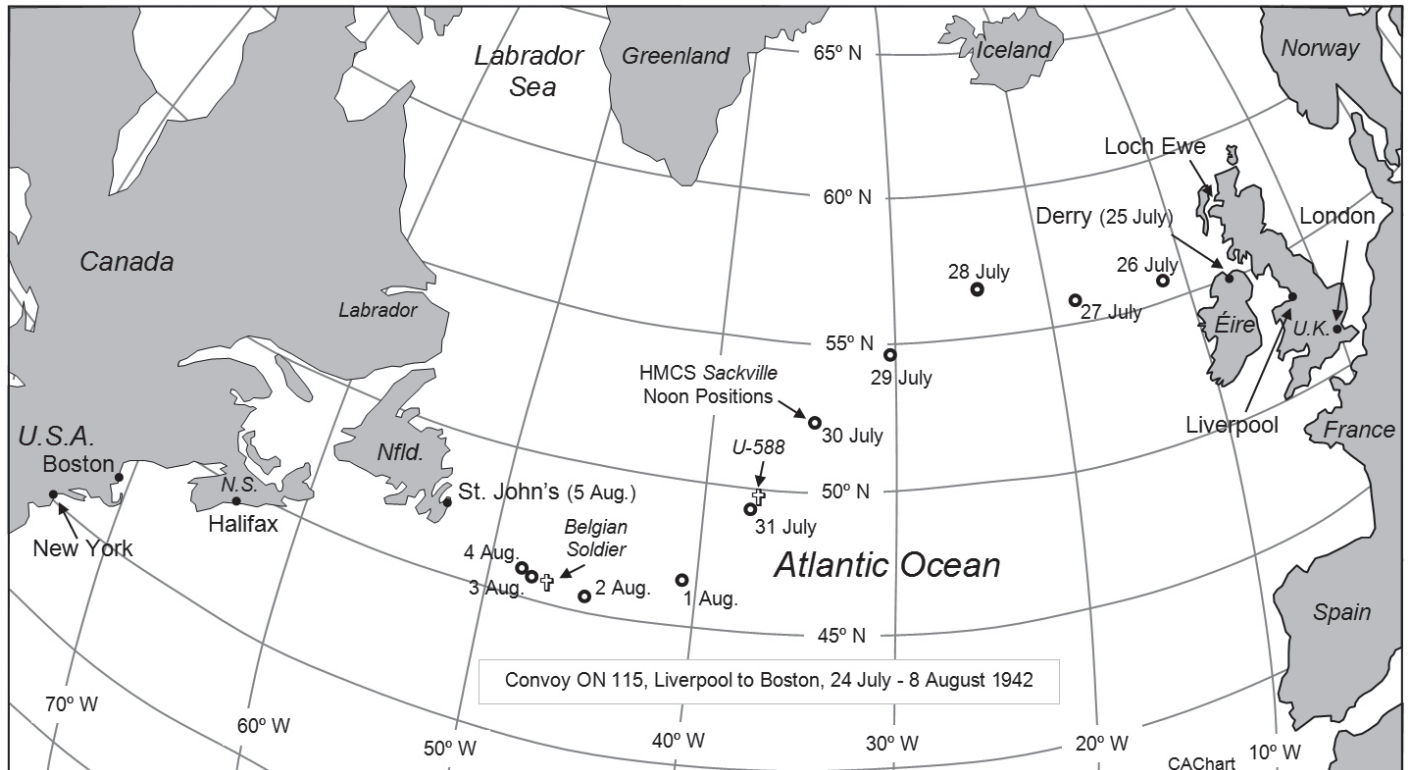 Labrador
Sea
Greenland
65º N
Iceland
Norway
Loch Ewe
60º N
Derry (25 July)
London
Canada
28 July
26 July
27 July
Labrador
55º N
Éire
U.K.
29 July
HMCS Sackville
Noon Positions
30 July
Liverpool
France
U.S.A.
Boston
Nfld.
U-588
N.S.
St. John's (5 Aug.)
50º N
Halifax
31 July
New York
Belgian
Soldier
4 Aug.
3 Aug.
2 Aug.
1 Aug.
Atlantic Ocean
Spain
45º N
Convoy ON 115, Liverpool to Boston, 24 July - 8 August 1942
70º W
60º W
50º W
40º W
30º W
20º W
10º W
CAChart